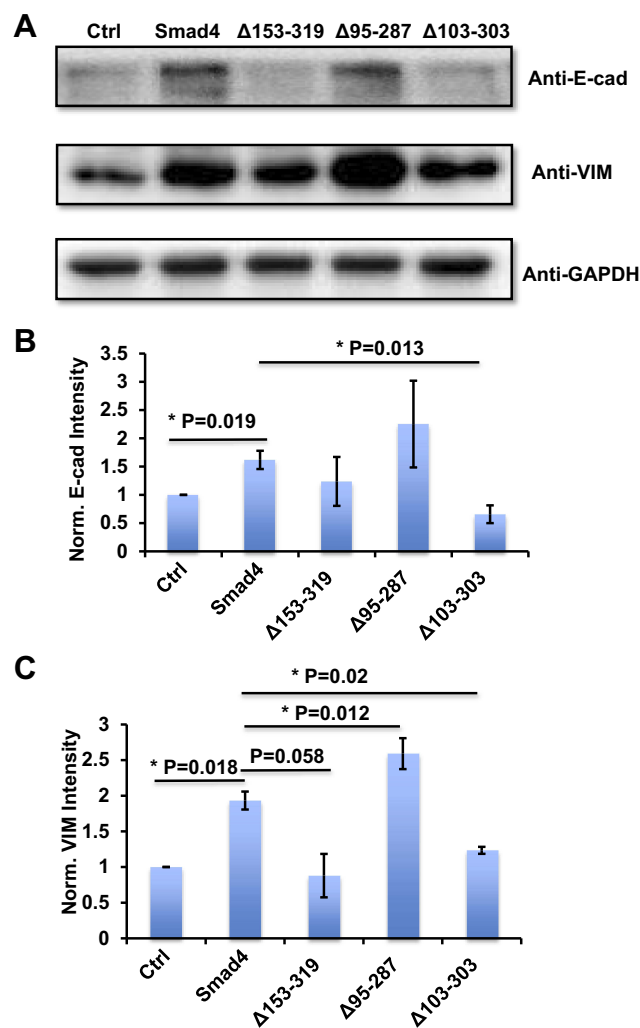 A
Ctrl Smad4 Δ153-319 Δ95-287 Δ103-303
Anti-E-cad
Anti-VIM
Anti-GAPDH
B
Norm. E-cad Intensity
3.5
3
2.5
2
1.5
1
0.5
0
* P=0.013
* P=0.019
Ctrl
Smad4
Δ153-319
Δ95-287
Δ103-303
C
Norm. VIM Intensity
3
2.5
2
1.5
1
0.5
0
* P=0.02
* P=0.012
* P=0.018
P=0.058
Ctrl
Smad4
Δ153-319
Δ95-287
Δ103-303